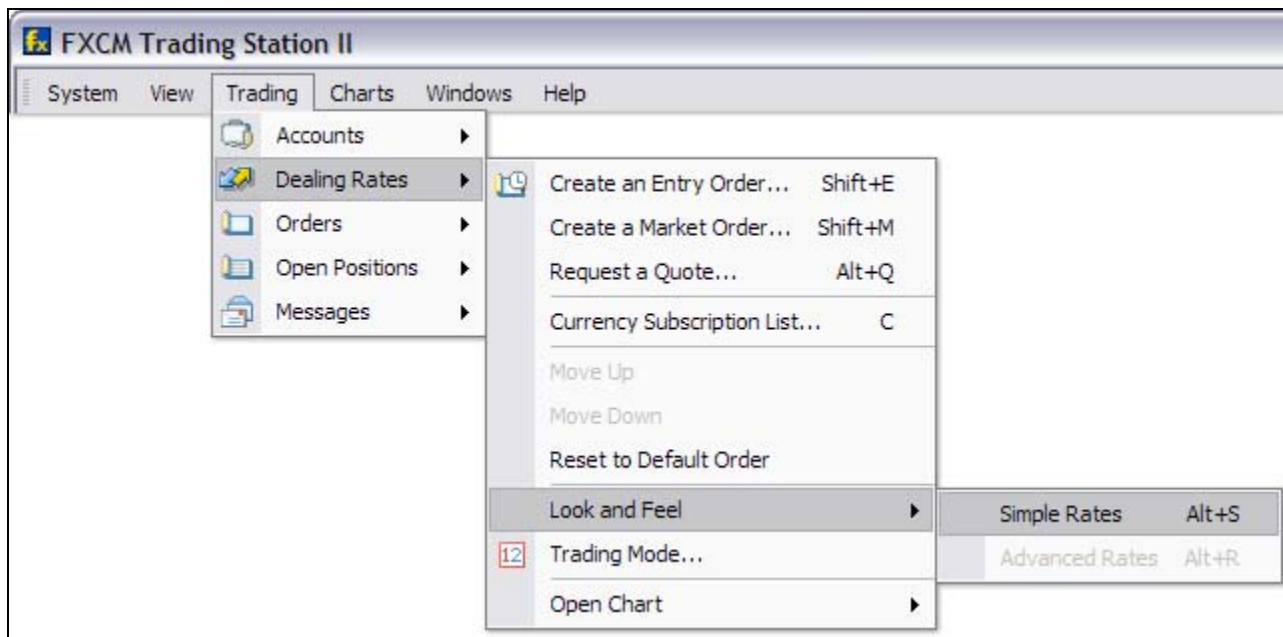 fx FXCM Trading Station II
System View Trading Charts Windows Help
Accounts
Dealing Rates
Orders
Open Positions
Messages
Create an Entry Order... Shift+E
Create a Market Order... Shift+M
Request a Quote... Alt+Q
Currency Subscription List... C
Move Up
Move Down
Reset to Default Order
Look and Feel
12 Trading Mode...
Open Chart
Simple Rates Alt+S
Advanced Rates Alt+R